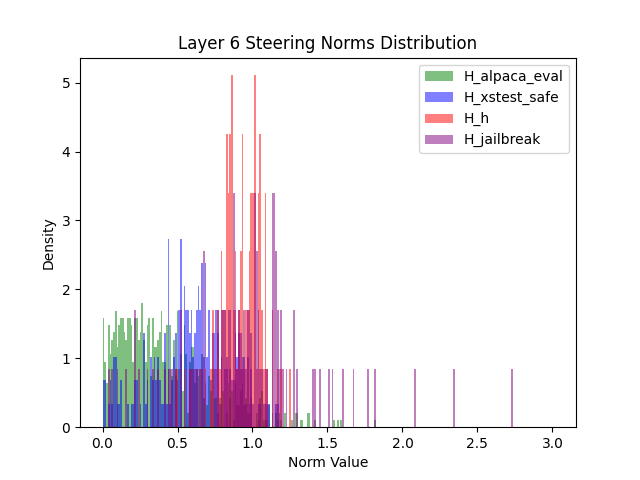 Layer 6 Steering Norms Distribution
H_alpaca_eval
H_xstest_safe
H_h
H_jailbreak
Density
5
4
3
2
1
0
0.0 0.5 1.0 1.5 2.0 2.5 3.0
Norm Value